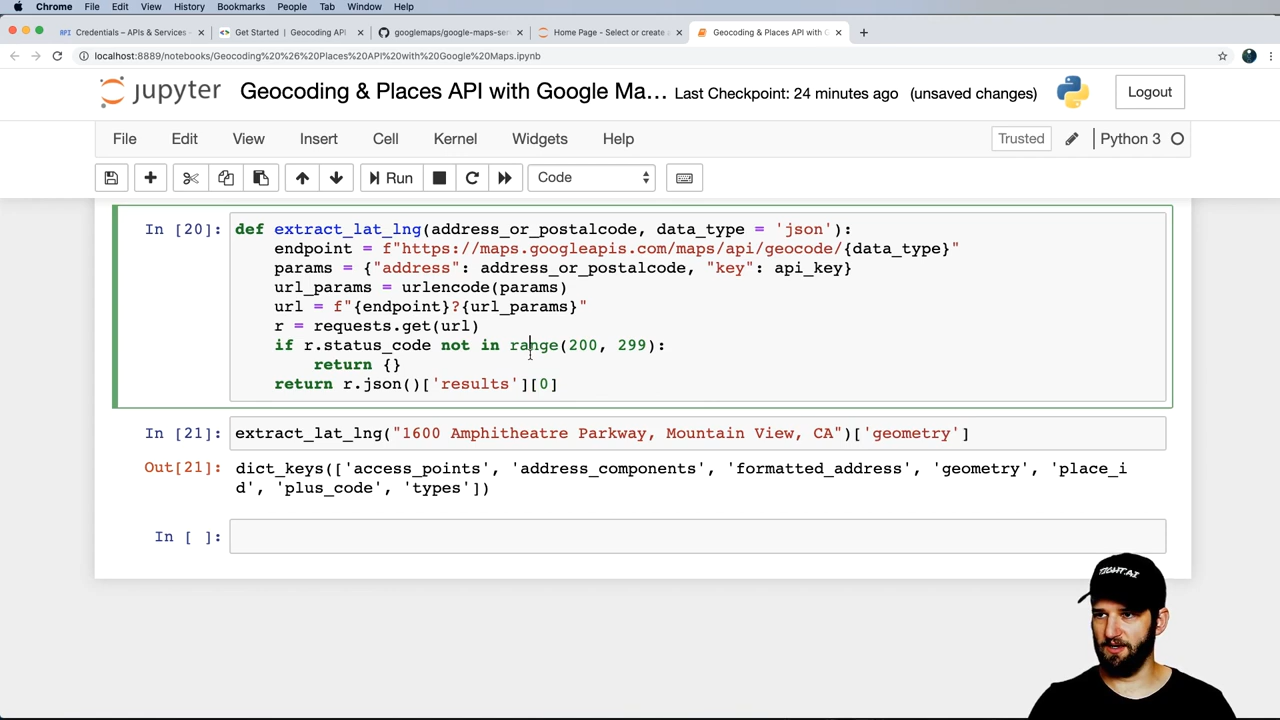 Chrome File Edit View History Bookmarks People Tab Window Help
API Credentials – APIs & Services - Get Started | Geocoding API googlemaps/google-maps-ser Home Page - Select or create Geocoding & Places API with G
localhost:8889/notebooks/Geocoding%20%26%20Places%20API%20with%20Google%20Maps.ipynb
jupyter Geocoding & Places API with Google Ma... Last Checkpoint: 24 minutes ago (unsaved changes) Logout
File Edit View Insert Cell Kernel Widgets Help Trusted Python 3
Run Code
In [20]: def extract_lat_lng(address_or_postalcode, data_type = 'json'):
endpoint = f"https://maps.googleapis.com/maps/api/geocode/{data_type}"
params = {"address": address_or_postalcode, "key": api_key}
url_params = urlencode(params)
url = f"{endpoint}?{url_params}"
r = requests.get(url)
if r.status_code not in range(200, 299):
return {}
return r.json()['results'][0]
In [21]: extract_lat_lng("1600 Amphitheatre Parkway, Mountain View, CA")['geometry']
Out[21]: dict_keys(['access_points', 'address_components', 'formatted_address', 'geometry', 'place_i
d', 'plus_code', 'types'])
In [ ]: